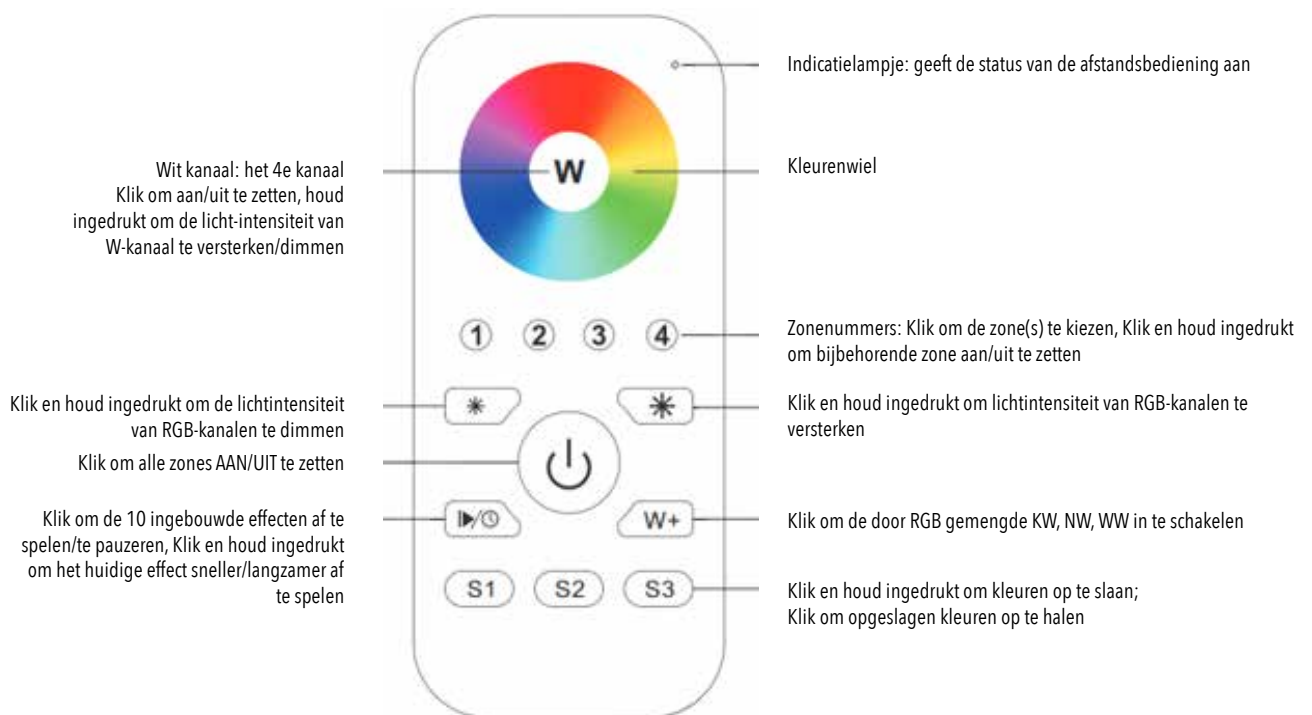 Indicatielampje: geeft de status van de afstandsbediening aan
Wit kanaal: het 4e kanaal
Klik om aan/uit te zetten, houd
ingedrukt om de licht-intensiteit van
W-kanaal te versterken/dimmen
W
Kleurenwiel
1 2 3 4
Zonenummers: Klik om de zone(s) te kiezen, Klik en houd ingedrukt
om bijbehorende zone aan/uit te zetten
Klik en houd ingedrukt om de lichtintensiteit
van RGB-kanalen te dimmen
Klik en houd ingedrukt om lichtintensiteit van RGB-kanalen te
versterken
Klik om alle zones AAN/UIT te zetten
Klik om de 10 ingebouwde effecten af te
spelen/te pauzeren, Klik en houd ingedrukt
om het huidige effect sneller/langzamer af
te spelen
W+
Klik om de door RGB gemengde KW, NW, WW in te schakelen
S1 S2 S3
Klik en houd ingedrukt om kleuren op te slaan;
Klik om opgeslagen kleuren op te halen